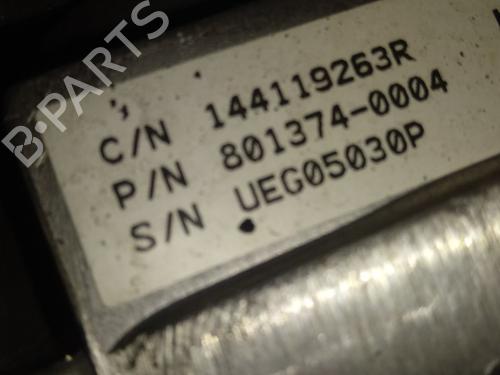 B-PARTS
C/N 144119263R
P/N 801374-0004
S/N UEG05030P